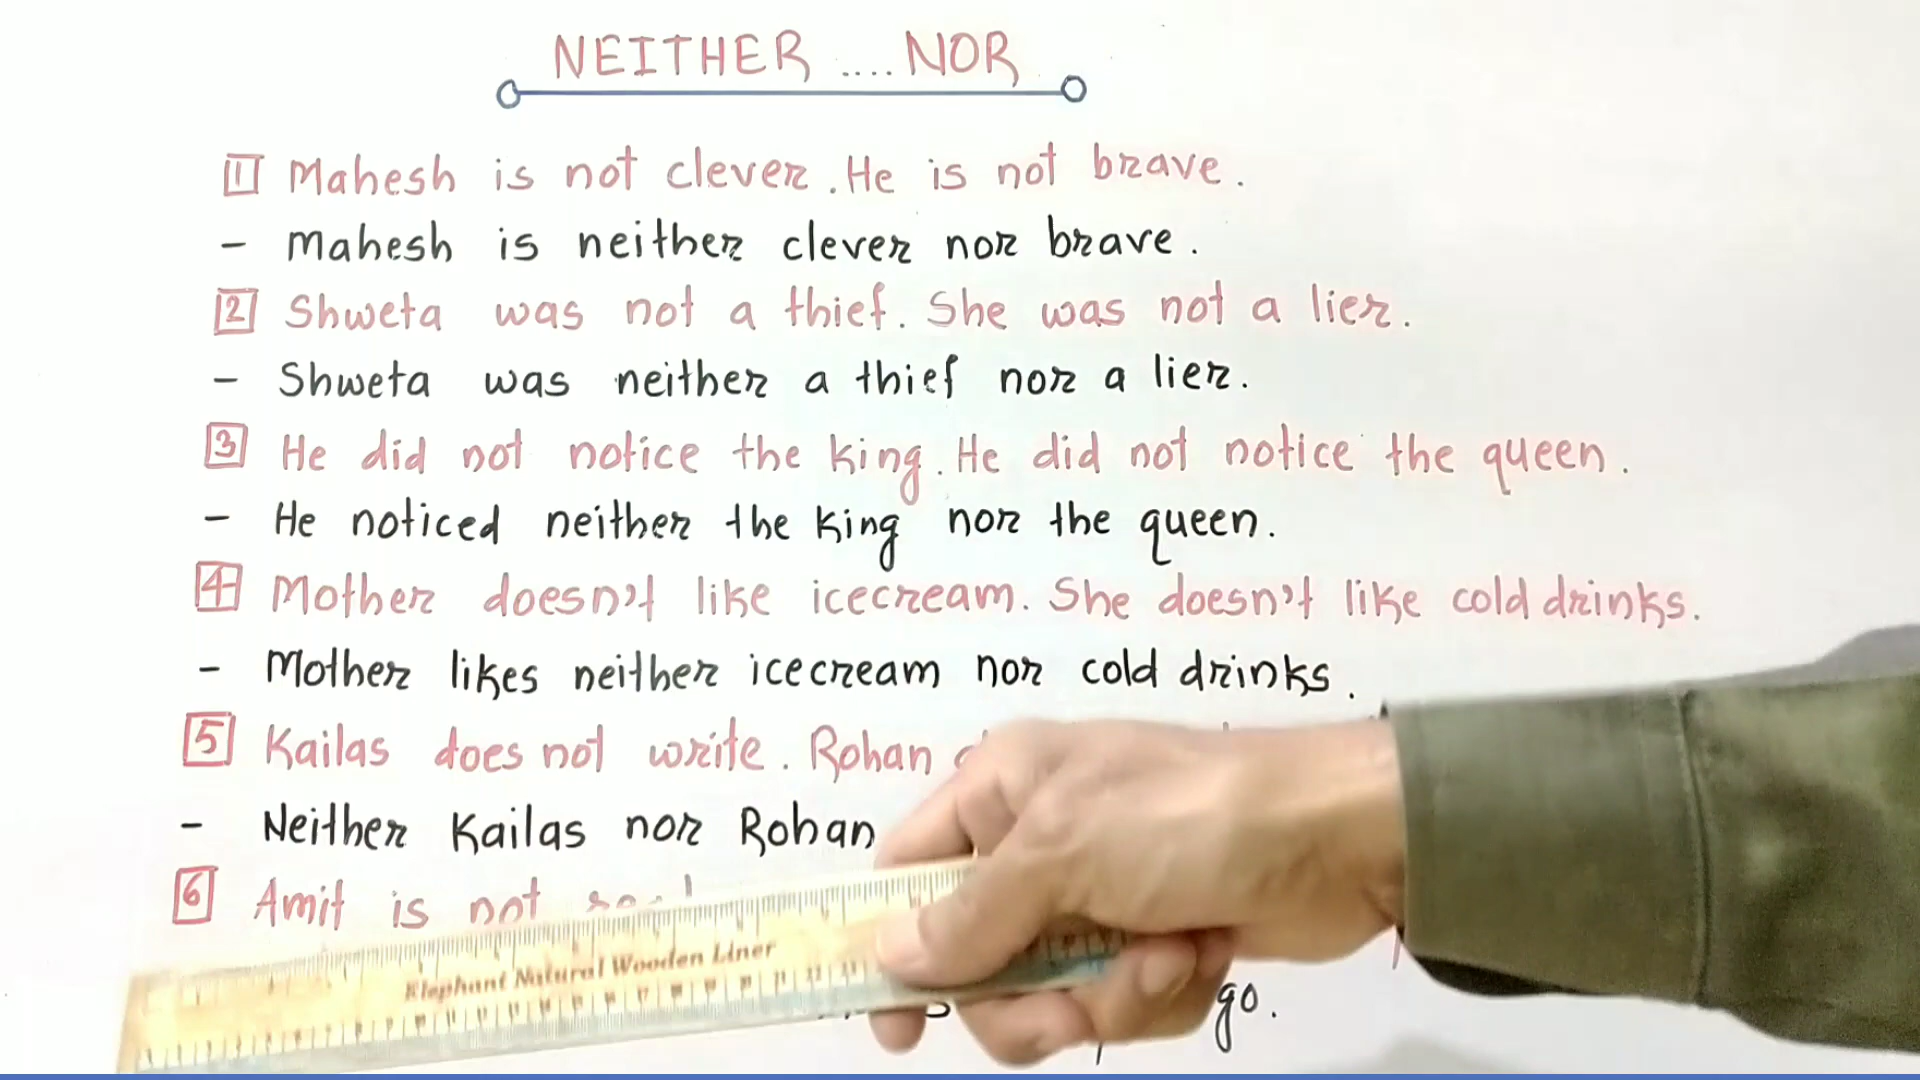 NEITHER .... NOR
1 Mahesh is not clever. He is not brave.
- Mahesh is neither clever nor brave.
2 Shweta was not a thief. She was not a lier.
- Shweta was neither a thief nor a lier.
3 He did not notice the king. He did not notice the queen.
- He noticed neither the king nor the queen.
4 Mother doesn't like icecream. She doesn't like cold drinks.
- Mother likes neither icecream nor cold drinks.
5 Kailas does not write. Rohan
- Neither Kailas nor Rohan
6 Amit is not
Elephant Natural Wooden Liner
go.